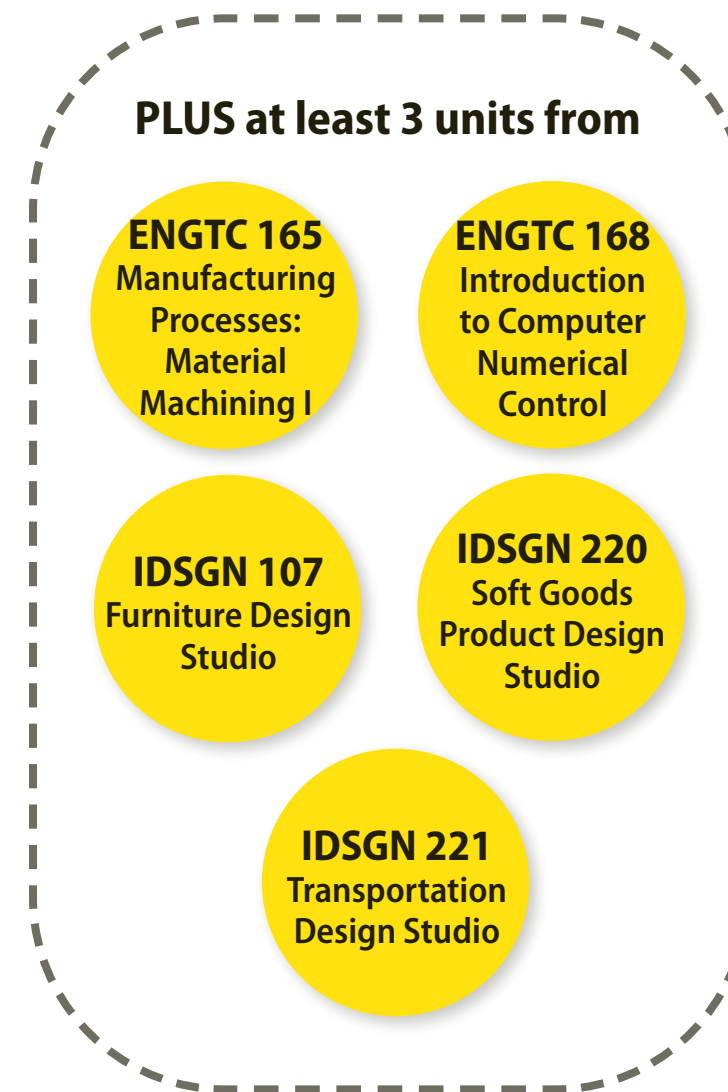 PLUS at least 3 units from
ENGTC 165
Manufacturing
Processes:
Material
Machining I
ENGTC 168
Introduction
to Computer
Numerical
Control
IDSGN 107
Furniture Design
Studio
IDSGN 220
Soft Goods
Product Design
Studio
IDSGN 221
Transportation
Design Studio